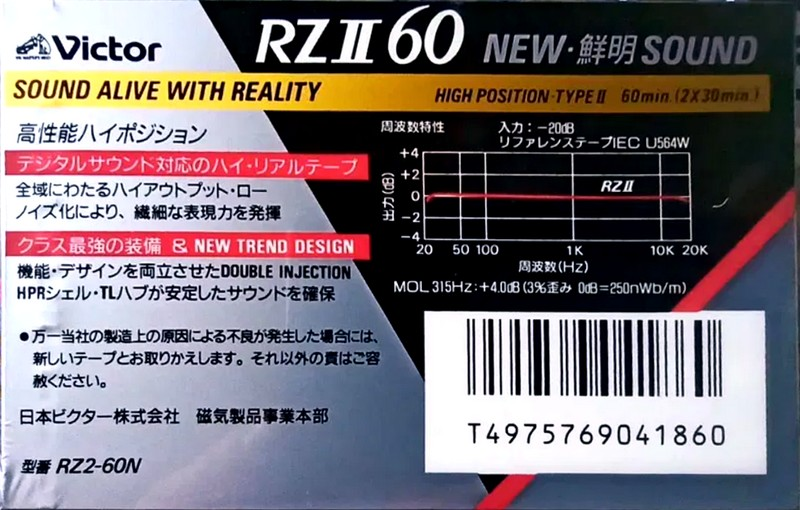 Victor
RZ II 60 NEW・鮮明SOUND
SOUND ALIVE WITH REALITY
HIGH POSITION・TYPE II 60min.(2X30min.)
高性能ハイポジション
デジタルサウンド対応のハイ・リアルテープ
全域にわたるハイアウトプット・ロー
ノイズ化により、繊細な表現力を発揮
クラス最強の装備 & NEW TREND DESIGN
機能・デザインを両立させたDOUBLE INJECTION
HPRシェル・TLハブが安定したサウンドを確保
●万一当社の製造上の原因による不良が発生した場合には、
新しいテープとお取りかえします。それ以外の責はご容
赦ください。
日本ビクター株式会社 磁気製品事業本部
型番 RZ2-60N
周波数特性
入力:-20dB
リファレンステープIEC U564W
出力(dB)
+4
+2
0
-2
-4
RZ II
20 50 100 1K 10K 20K
周波数(Hz)
MOL 315Hz:+4.0dB(3%歪み 0dB=250nWb/m)
T4975769041860